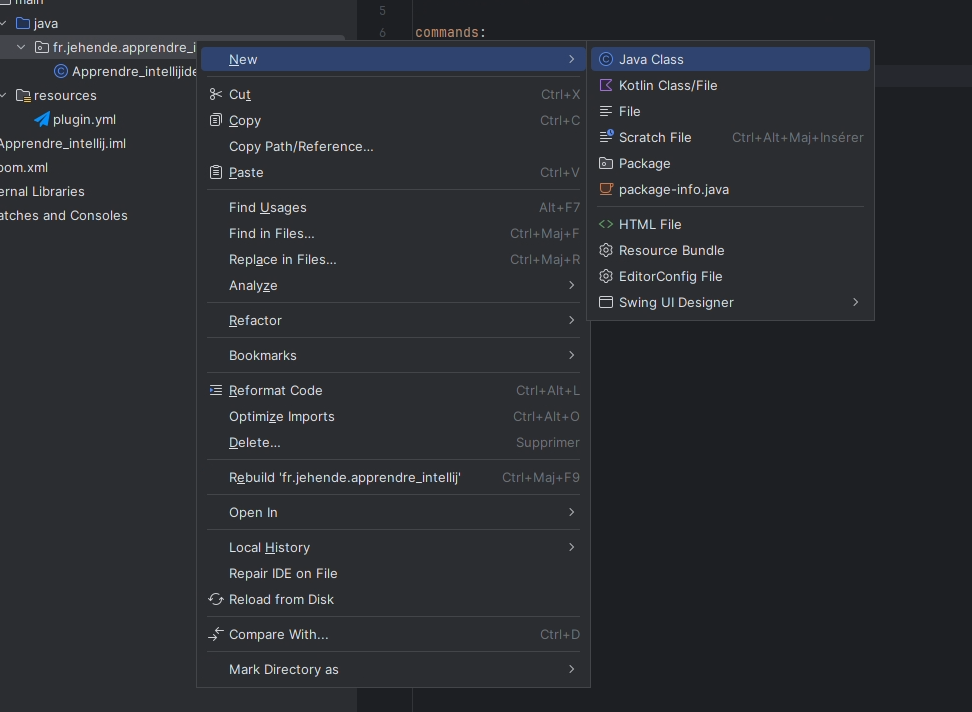 main
java
fr.jehende.apprendre_i
Apprendre_intellijide
resources
plugin.yml
Apprendre_intellij.iml
pom.xml
ernal Libraries
atches and Consoles
5
6
commands:
New
Cut Ctrl+X
Copy Ctrl+C
Copy Path/Reference...
Paste Ctrl+V
Find Usages Alt+F7
Find in Files... Ctrl+Maj+F
Replace in Files... Ctrl+Maj+R
Analyze
Refactor
Bookmarks
Reformat Code Ctrl+Alt+L
Optimize Imports Ctrl+Alt+O
Delete... Supprimer
Rebuild 'fr.jehende.apprendre_intellij' Ctrl+Maj+F9
Open In
Local History
Repair IDE on File
Reload from Disk
Compare With... Ctrl+D
Mark Directory as
Java Class
Kotlin Class/File
File
Scratch File Ctrl+Alt+Maj+Insérer
Package
package-info.java
HTML File
Resource Bundle
EditorConfig File
Swing UI Designer